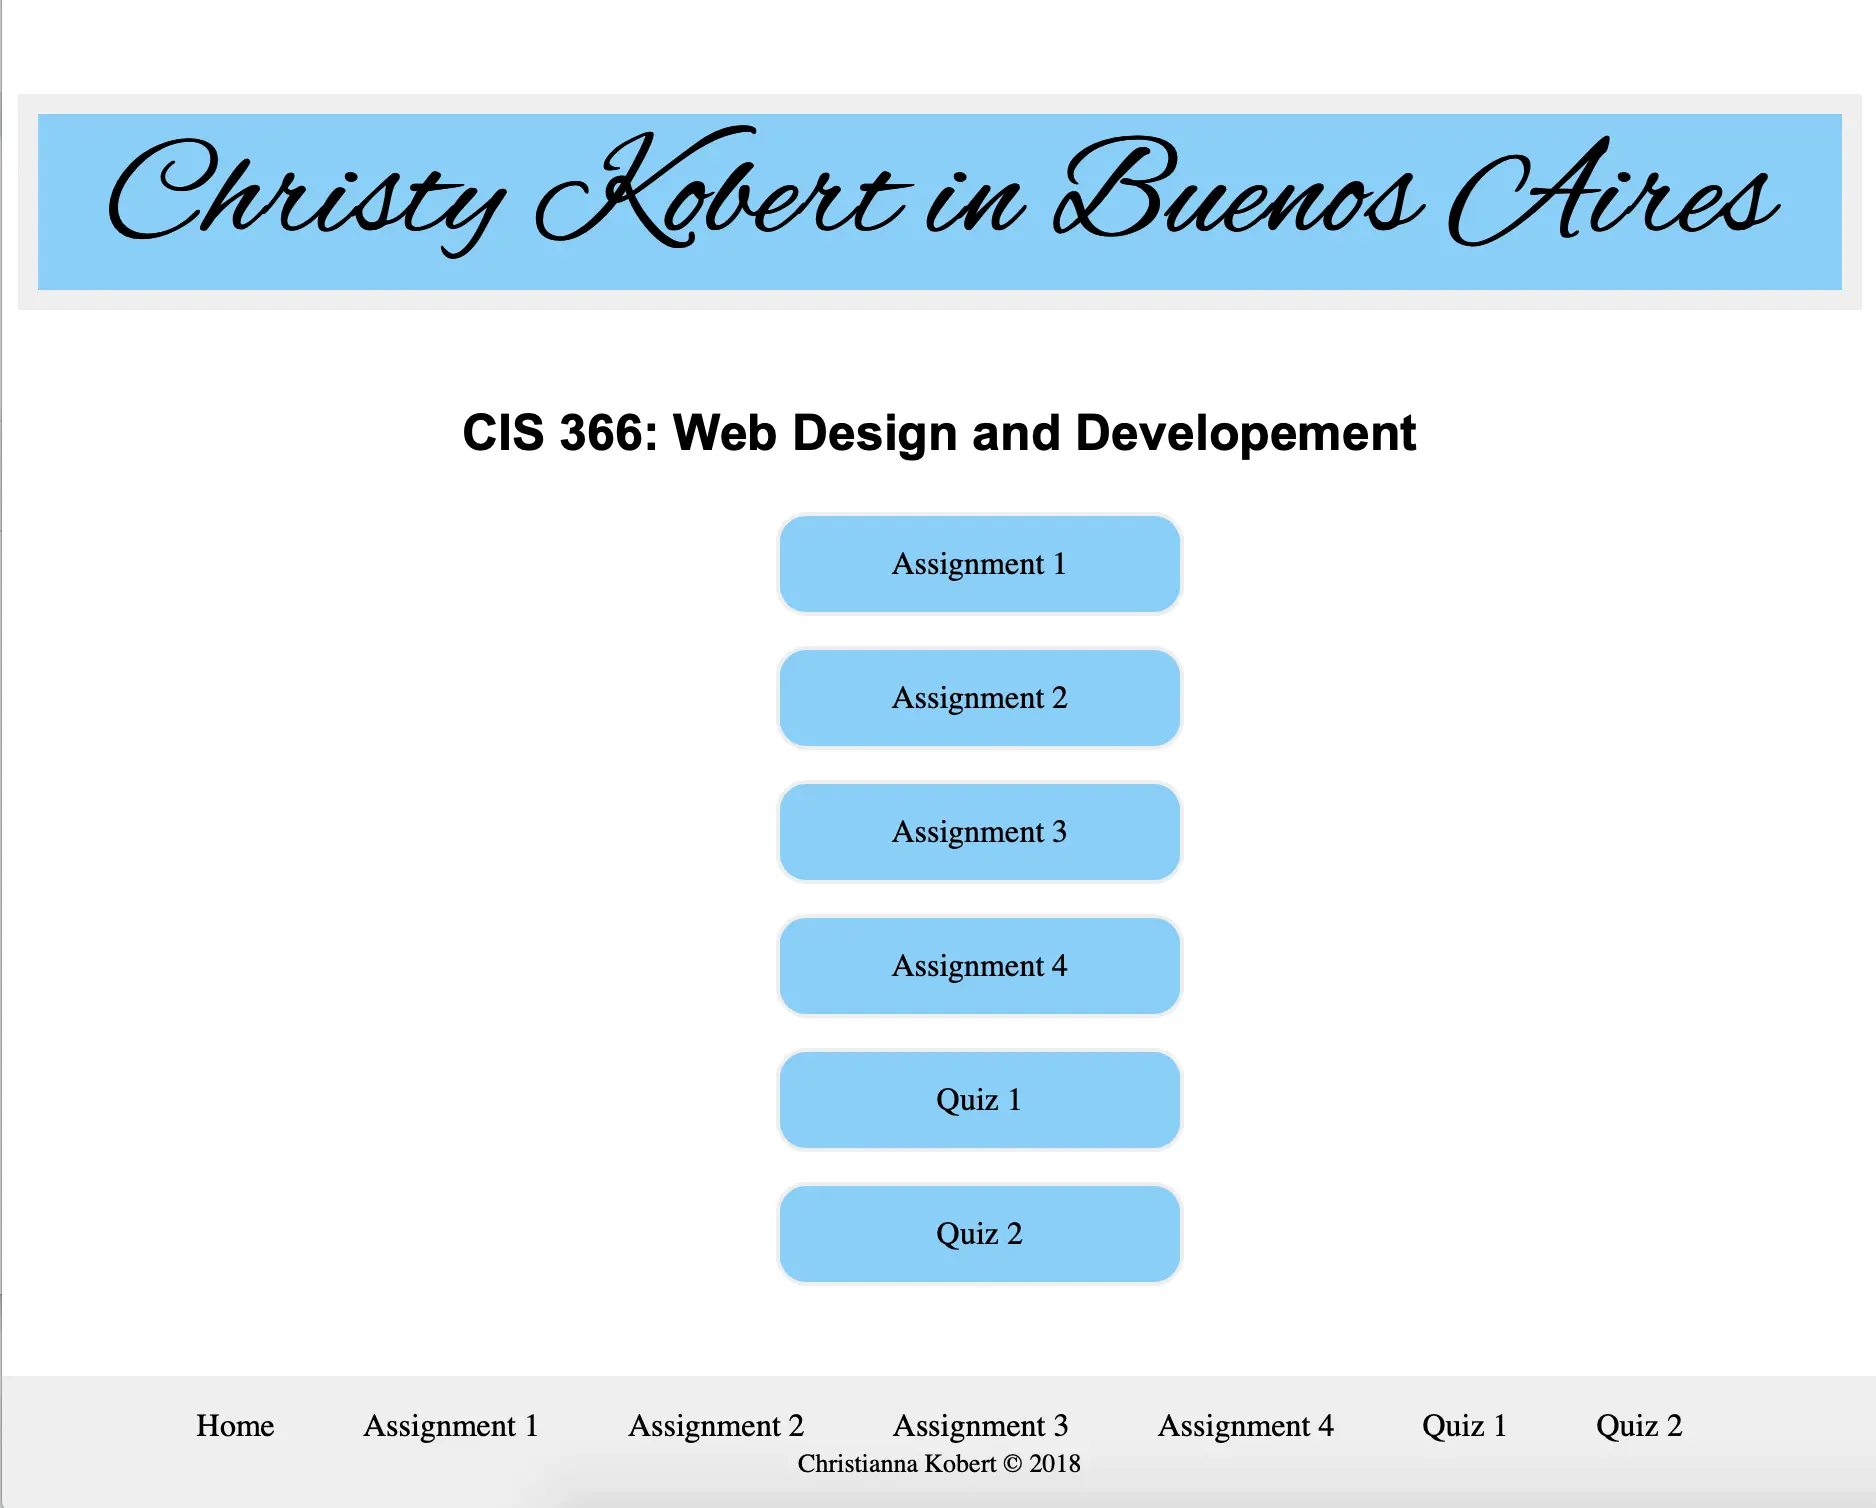 Christy Kobert in Buenos Aires
CIS 366: Web Design and Developement
Assignment 1
Assignment 2
Assignment 3
Assignment 4
Quiz 1
Quiz 2
Home Assignment 1 Assignment 2 Assignment 3 Assignment 4 Quiz 1 Quiz 2
Christianna Kobert © 2018